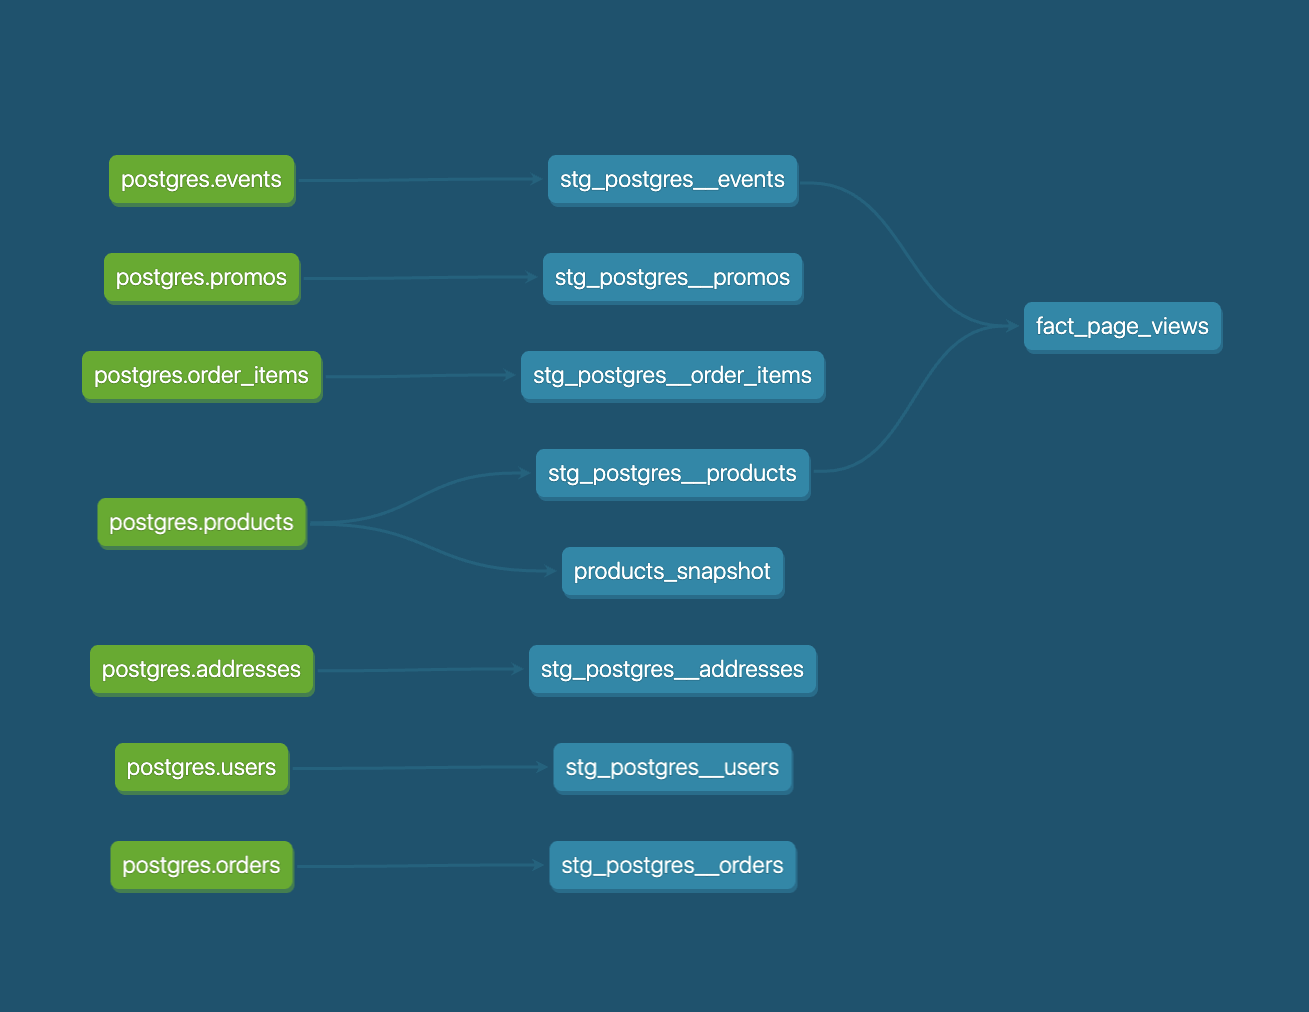 postgres.events
stg_postgres__events
postgres.promos
stg_postgres__promos
fact_page_views
postgres.order_items
stg_postgres__order_items
stg_postgres__products
postgres.products
products_snapshot
postgres.addresses
stg_postgres__addresses
postgres.users
stg_postgres__users
postgres.orders
stg_postgres__orders